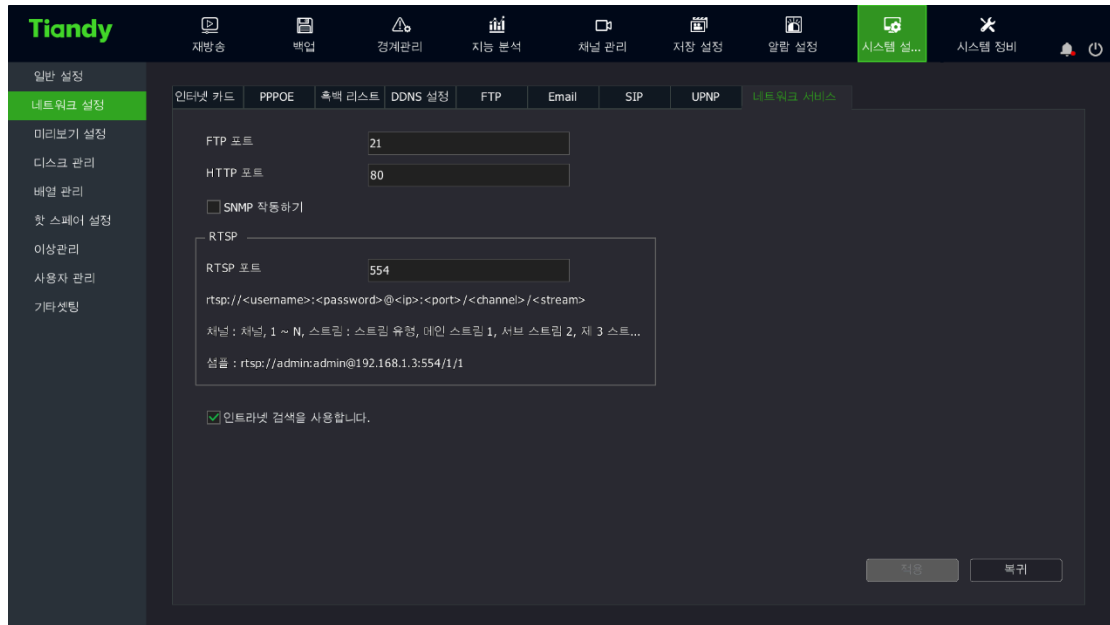 Tiandy
재방송 백업 경계관리 지능 분석 채널 관리 저장 설정 알람 설정 시스템 설... 시스템 정비
일반 설정
네트워크 설정
미리보기 설정
디스크 관리
배열 관리
핫 스페어 설정
이상관리
사용자 관리
기타셋팅
인터넷 카드 PPPOE 흑백 리스트 DDNS 설정 FTP Email SIP UPNP 네트워크 서비스
FTP 포트 21
HTTP 포트 80
SNMP 작동하기
RTSP
RTSP 포트 554
rtsp://<username>:<password>@<ip>:<port>/<channel>/<stream>
채널 : 채널, 1 ~ N, 스트림 : 스트림 유형, 메인 스트림 1, 서브 스트림 2, 제 3 스트...
샘플 : rtsp://admin:admin@192.168.1.3:554/1/1
인트라넷 검색을 사용합니다.
적용 복귀